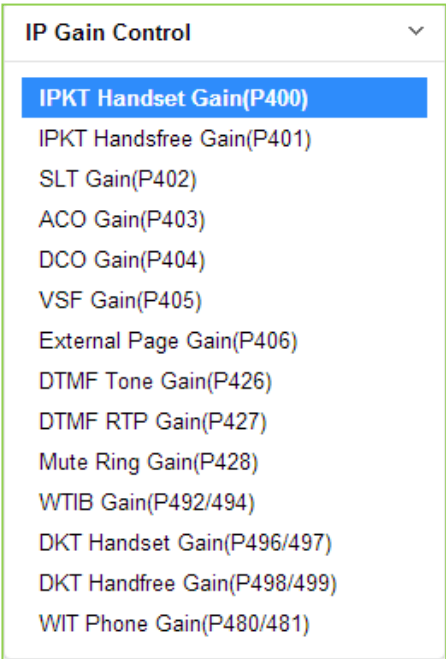 IP Gain Control
IPKT Handset Gain(P400)
IPKT Handsfree Gain(P401)
SLT Gain(P402)
ACO Gain(P403)
DCO Gain(P404)
VSF Gain(P405)
External Page Gain(P406)
DTMF Tone Gain(P426)
DTMF RTP Gain(P427)
Mute Ring Gain(P428)
WTIB Gain(P492/494)
DKT Handset Gain(P496/497)
DKT Handfree Gain(P498/499)
WIT Phone Gain(P480/481)